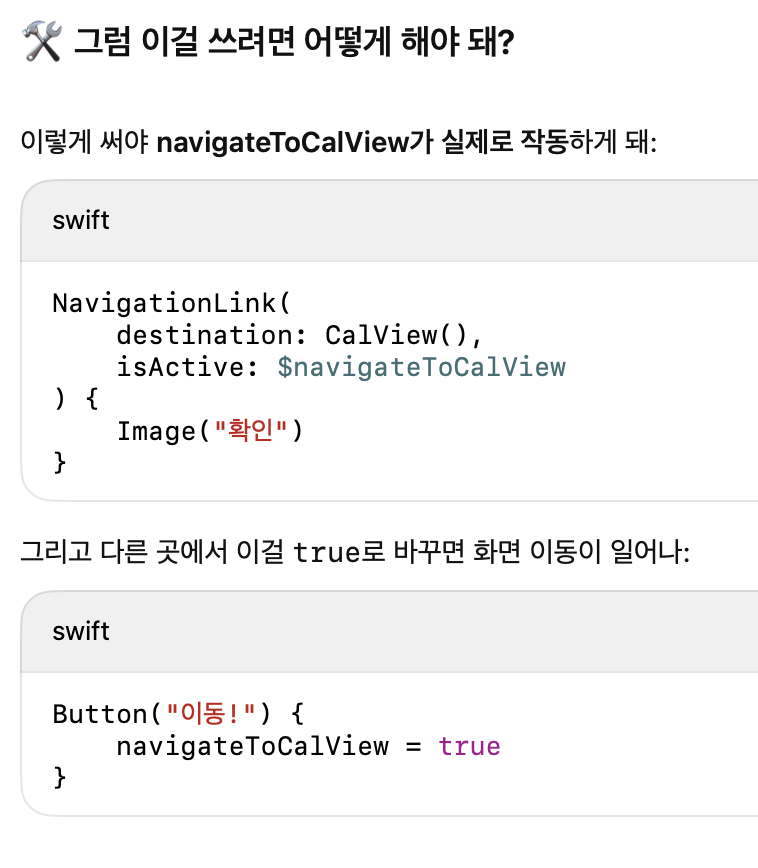 🛠️ 그럼 이걸 쓰려면 어떻게 해야 돼?
이렇게 써야 navigateToCalView가 실제로 작동하게 돼:
swift
NavigationLink(
    destination: CalView(),
    isActive: $navigateToCalView
) {
    Image("확인")
}
그리고 다른 곳에서 이걸 true로 바꾸면 화면 이동이 일어나:
swift
Button("이동!") {
    navigateToCalView = true
}